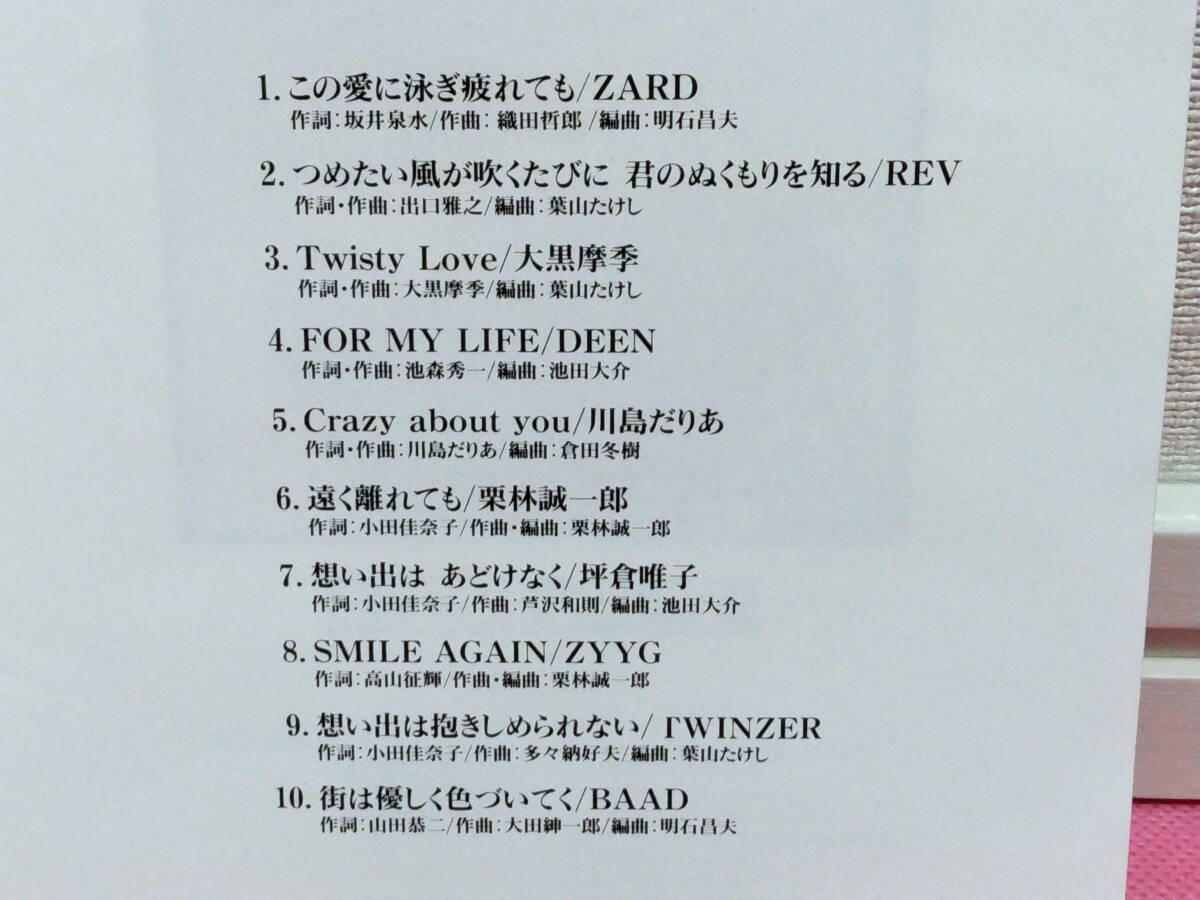 1. この愛に泳ぎ疲れても/ZARD
作詞:坂井泉水/作曲:織田哲郎/編曲:明石昌夫
2. つめたい風が吹くたびに 君のぬくもりを知る/REV
作詞・作曲:出口雅之/編曲:葉山たけし
3. Twisty Love/大黒摩季
作詞・作曲:大黒摩季/編曲:葉山たけし
4. FOR MY LIFE/DEEN
作詞・作曲:池森秀一/編曲:池田大介
5. Crazy about you/川島だりあ
作詞・作曲:川島だりあ/編曲:倉田冬樹
6. 遠く離れても/栗林誠一郎
作詞:小田佳奈子/作曲・編曲:栗林誠一郎
7. 想い出は あどけなく/坪倉唯子
作詞:小田佳奈子/作曲:芦沢和則/編曲:池田大介
8. SMILE AGAIN/ZYYG
作詞:高山征輝/作曲・編曲:栗林誠一郎
9. 想い出は抱きしめられない/TWINZER
作詞:小田佳奈子/作曲:多々納好夫/編曲:葉山たけし
10. 街は優しく色づいてく/BAAD
作詞:山田恭二/作曲:大田紳一郎/編曲:明石昌夫